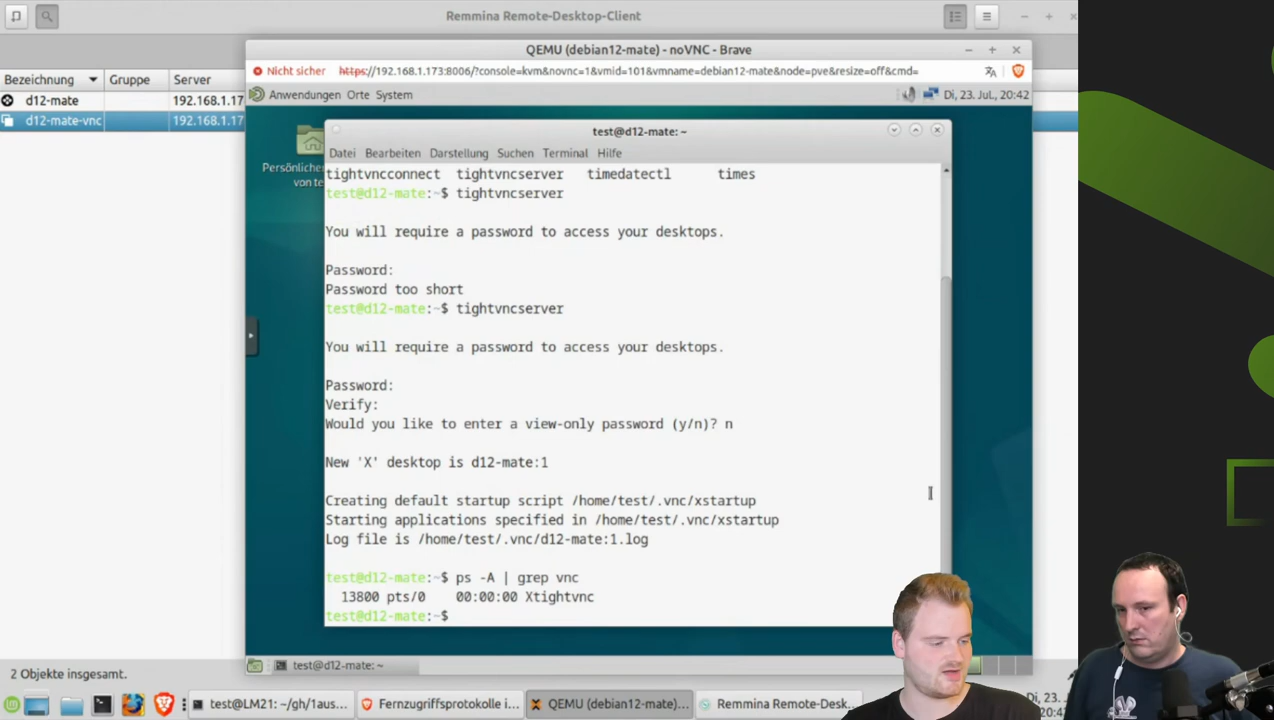 Remmina Remote-Desktop-Client
QEMU (debian12-mate) - noVNC - Brave
Bezeichnung Gruppe Server
Nicht sicher https://192.168.1.173:8006/?console=kvm&novnc=1&vmid=101&vmname=debian12-mate&node=pve&resize=off&cmd=
d12-mate 192.168.1.17
Anwendungen Orte System Di, 23. Jul., 20:42
d12-mate-vnc 192.168.1.17
test@d12-mate: ~
Datei Bearbeiten Darstellung Suchen Terminal Hilfe
Persönliche
von te
tightvncconnect tightvncserver timedatectl times
test@d12-mate:~$ tightvncserver
You will require a password to access your desktops.
Password:
Password too short
test@d12-mate:~$ tightvncserver
You will require a password to access your desktops.
Password:
Verify:
Would you like to enter a view-only password (y/n)? n
New 'X' desktop is d12-mate:1
Creating default startup script /home/test/.vnc/xstartup
Starting applications specified in /home/test/.vnc/xstartup
Log file is /home/test/.vnc/d12-mate:1.log
test@d12-mate:~$ ps -A | grep vnc
13800 pts/0 00:00:00 Xtightvnc
test@d12-mate:~$
test@d12-mate: ~
2 Objekte insgesamt.
test@LM21: ~/gh/1aus... Fernzugriffsprotokolle i... QEMU (debian12-mate)... Remmina Remote-Desk... Di, 23.
20:42